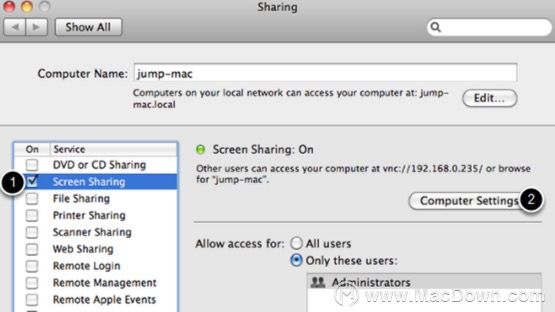 Sharing
Show All
Computer Name: jump-mac
Computers on your local network can access your computer at: jump-
mac.local
Edit...
On Service
DVD or CD Sharing
1 Screen Sharing
File Sharing
Printer Sharing
Scanner Sharing
Web Sharing
Remote Login
Remote Management
Remote Apple Events
Screen Sharing: On
Other users can access your computer at vnc://192.168.0.235/ or browse
for "jump-mac".
Computer Settings 2
Allow access for: All users
Only these users:
Administrators
www.MacDown.com